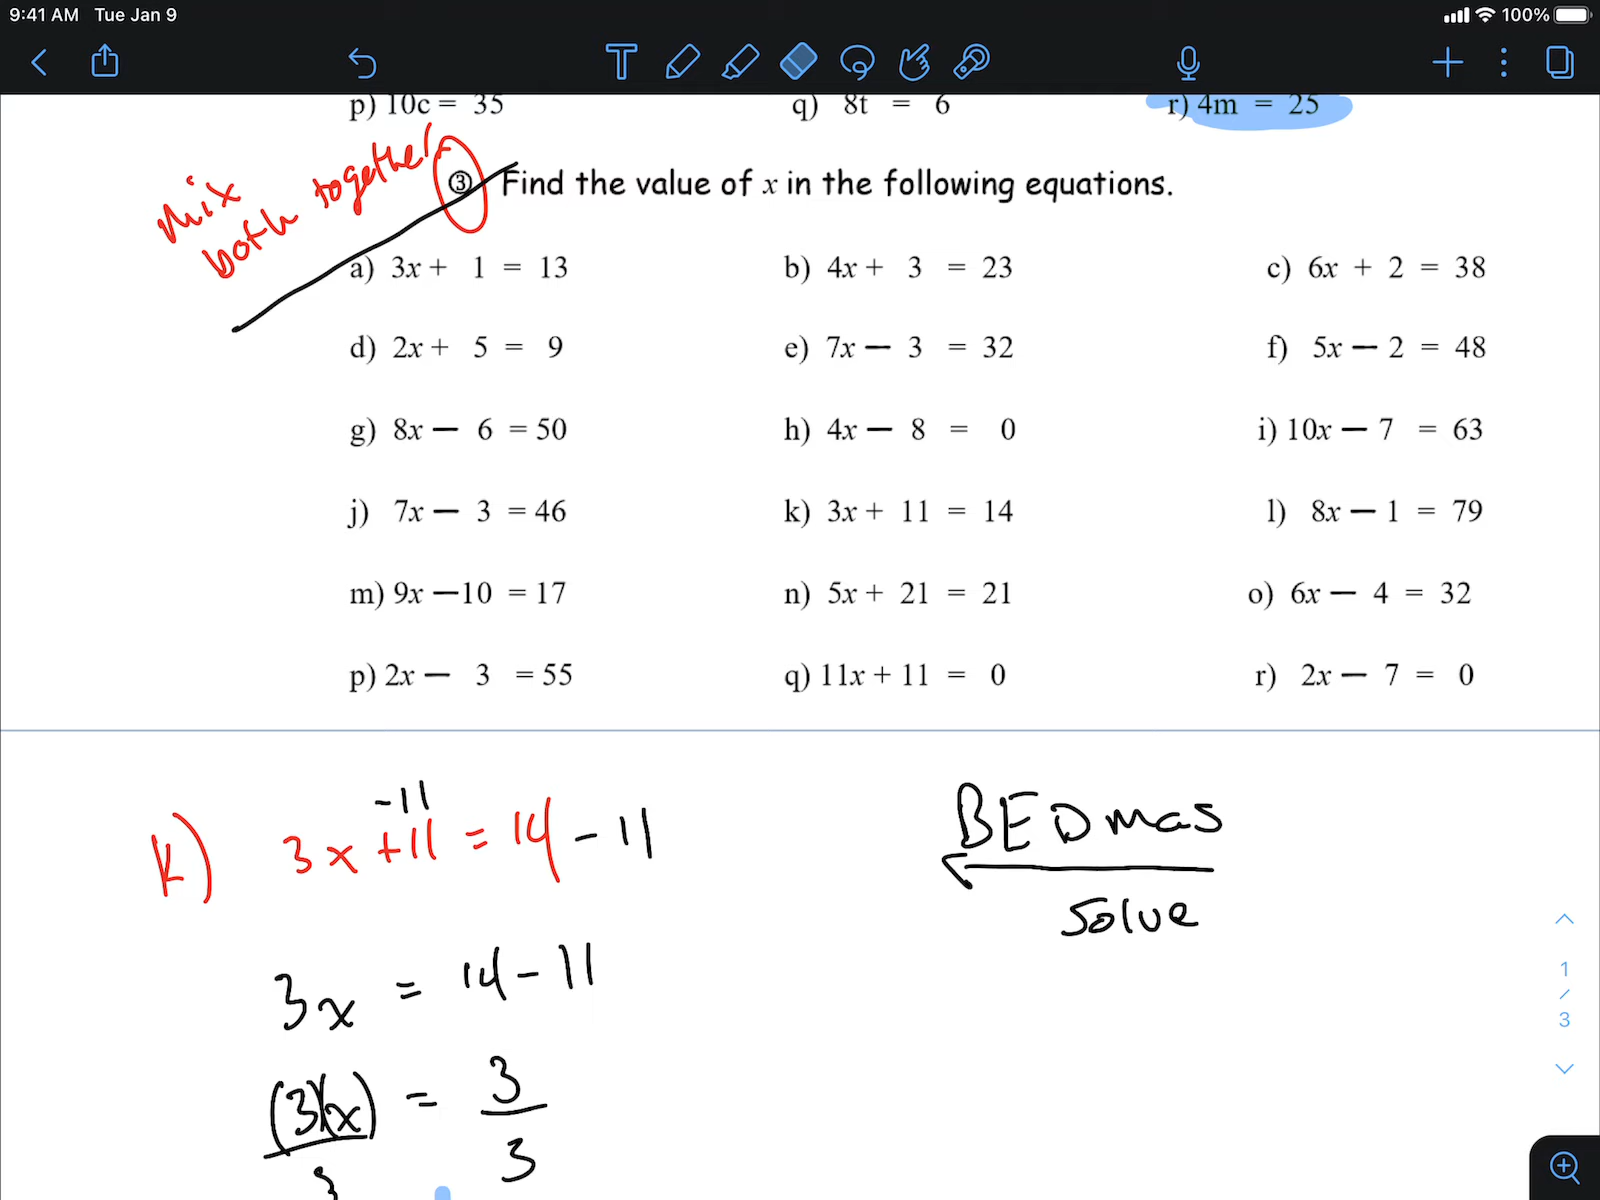 9:41 AM Tue Jan 9 100%
p) 10c = 35 q) 8t = 6 r) 4m = 25
mix both together
③ Find the value of x in the following equations.
a) 3x + 1 = 13 b) 4x + 3 = 23 c) 6x + 2 = 38
d) 2x + 5 = 9 e) 7x − 3 = 32 f) 5x − 2 = 48
g) 8x − 6 = 50 h) 4x − 8 = 0 i) 10x − 7 = 63
j) 7x − 3 = 46 k) 3x + 11 = 14 l) 8x − 1 = 79
m) 9x − 10 = 17 n) 5x + 21 = 21 o) 6x − 4 = 32
p) 2x − 3 = 55 q) 11x + 11 = 0 r) 2x − 7 = 0
-11
k) 3x +11 = 14 - 11
BEDmas
solve
3x = 14 - 11
(3)(x) = 3
3 3
1
/
3